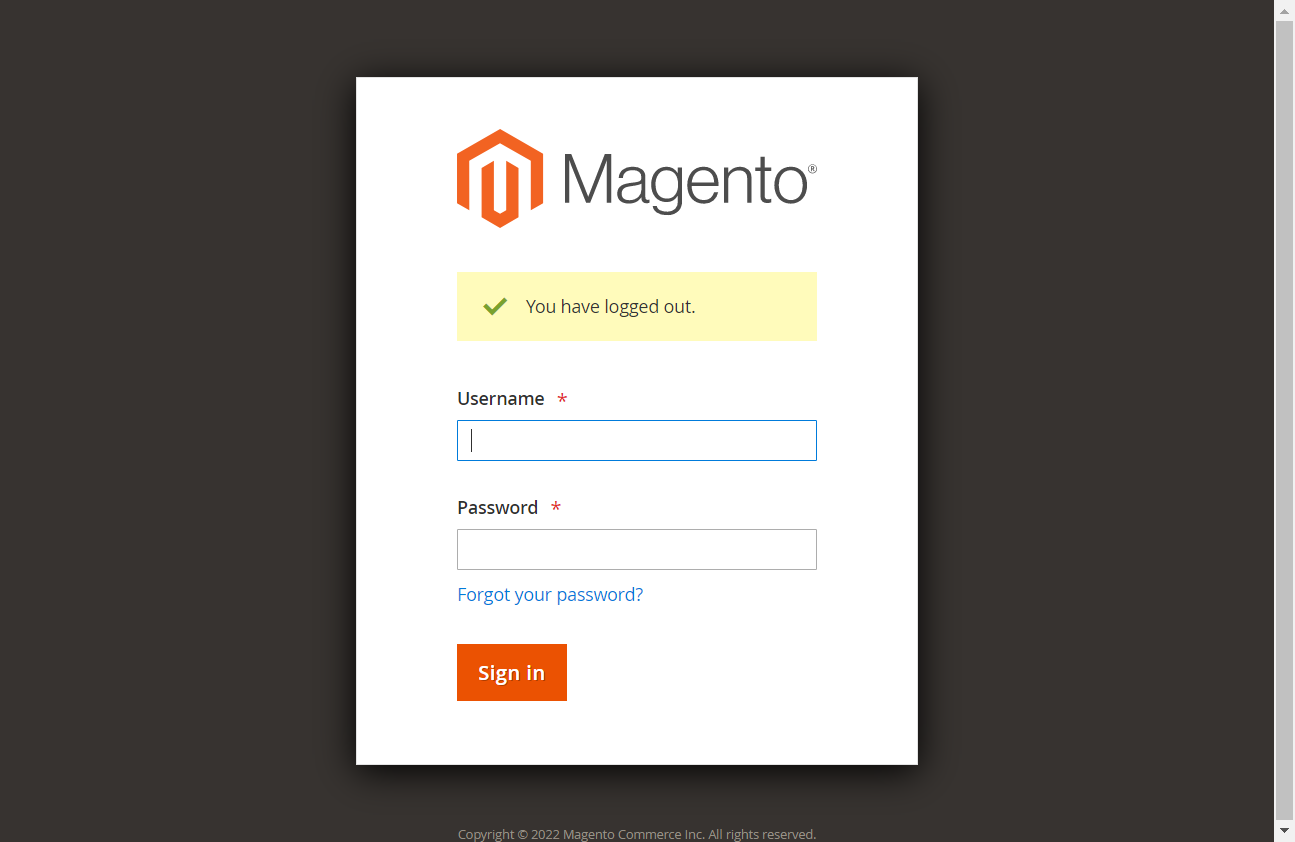 Magento®
You have logged out.
Username *
Password *
Forgot your password?
Sign in
Copyright © 2022 Magento Commerce Inc. All rights reserved.